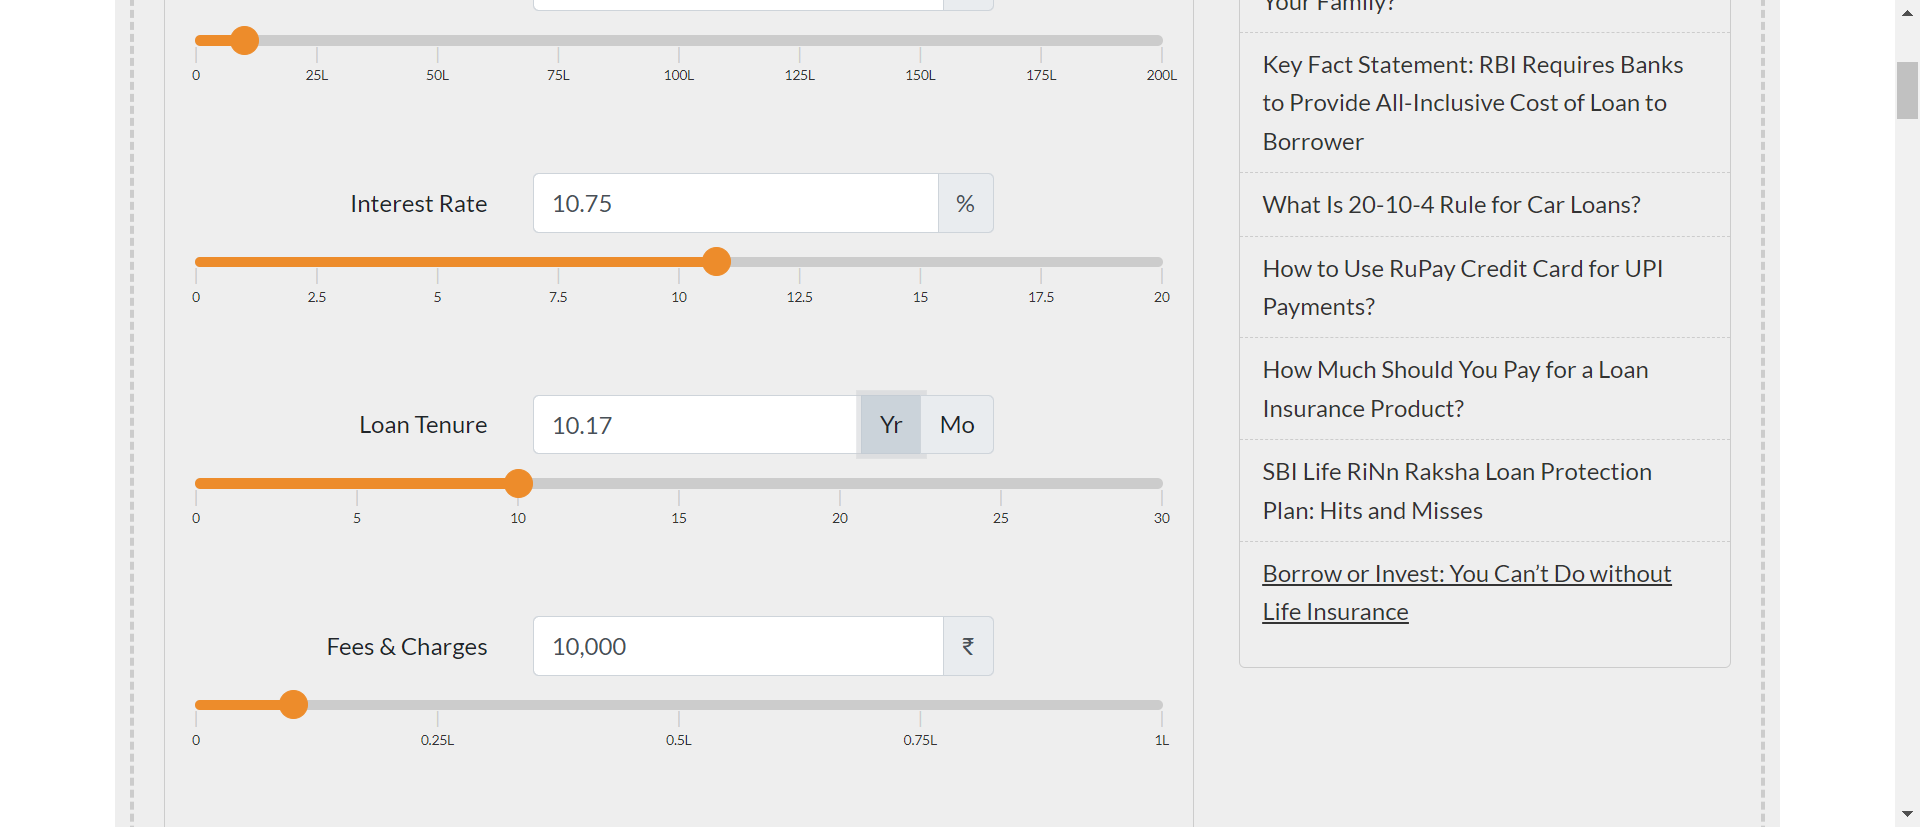 0 25L 50L 75L 100L 125L 150L 175L 200L
Interest Rate 10.75 %
0 2.5 5 7.5 10 12.5 15 17.5 20
Loan Tenure 10.17 Yr Mo
0 5 10 15 20 25 30
Fees & Charges 10,000 ₹
0 0.25L 0.5L 0.75L 1L
Your Family?
Key Fact Statement: RBI Requires Banks
to Provide All-Inclusive Cost of Loan to
Borrower
What Is 20-10-4 Rule for Car Loans?
How to Use RuPay Credit Card for UPI
Payments?
How Much Should You Pay for a Loan
Insurance Product?
SBI Life RiNn Raksha Loan Protection
Plan: Hits and Misses
Borrow or Invest: You Can’t Do without
Life Insurance